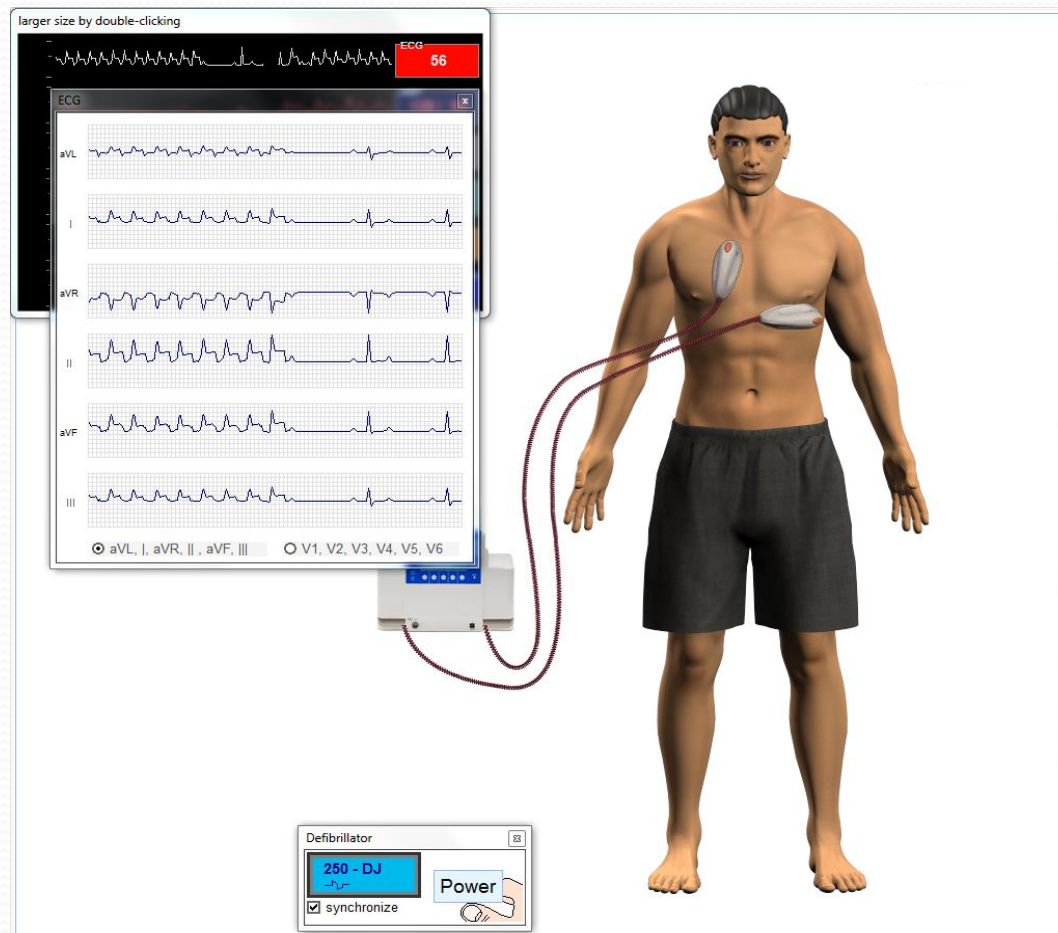 larger size by double-clicking
ECG
56
ECG
aVL
I
aVR
II
aVF
III
aVL, I, aVR, II , aVF, III
V1, V2, V3, V4, V5, V6
Defibrillator
250 - DJ
Power
synchronize